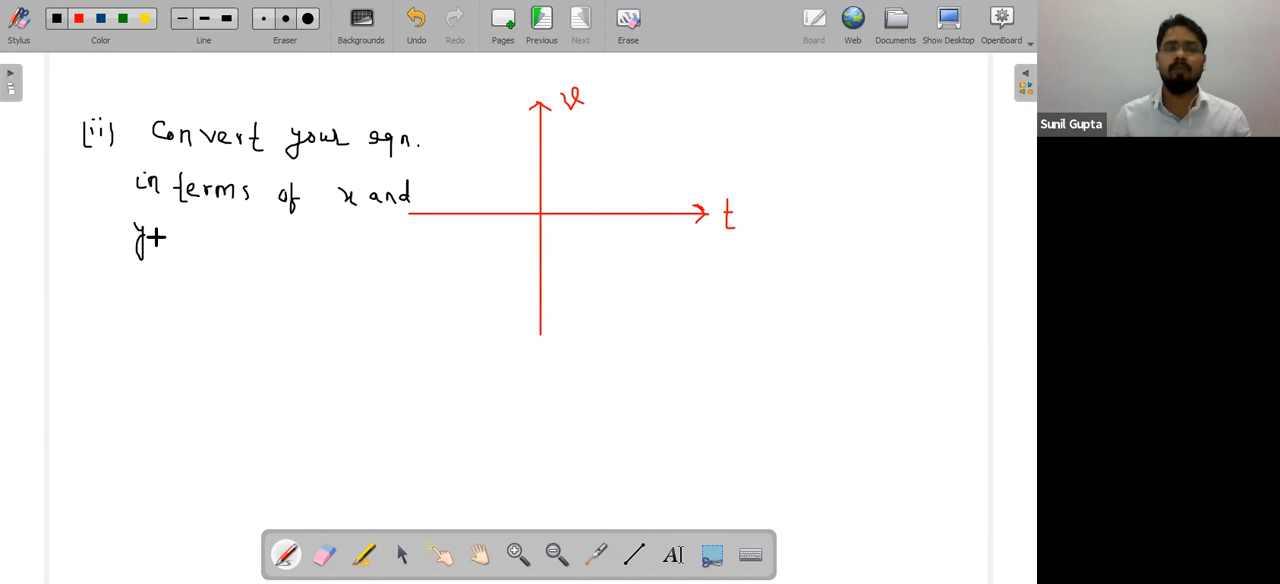 Stylus
Color
Line
Eraser
Backgrounds
Undo
Redo
Pages
Previous
Next
Erase
Board
Web
Documents
Show Desktop
OpenBoard
Sunil Gupta
(ii) Convert your eqn.
in terms of x and
y
v
t